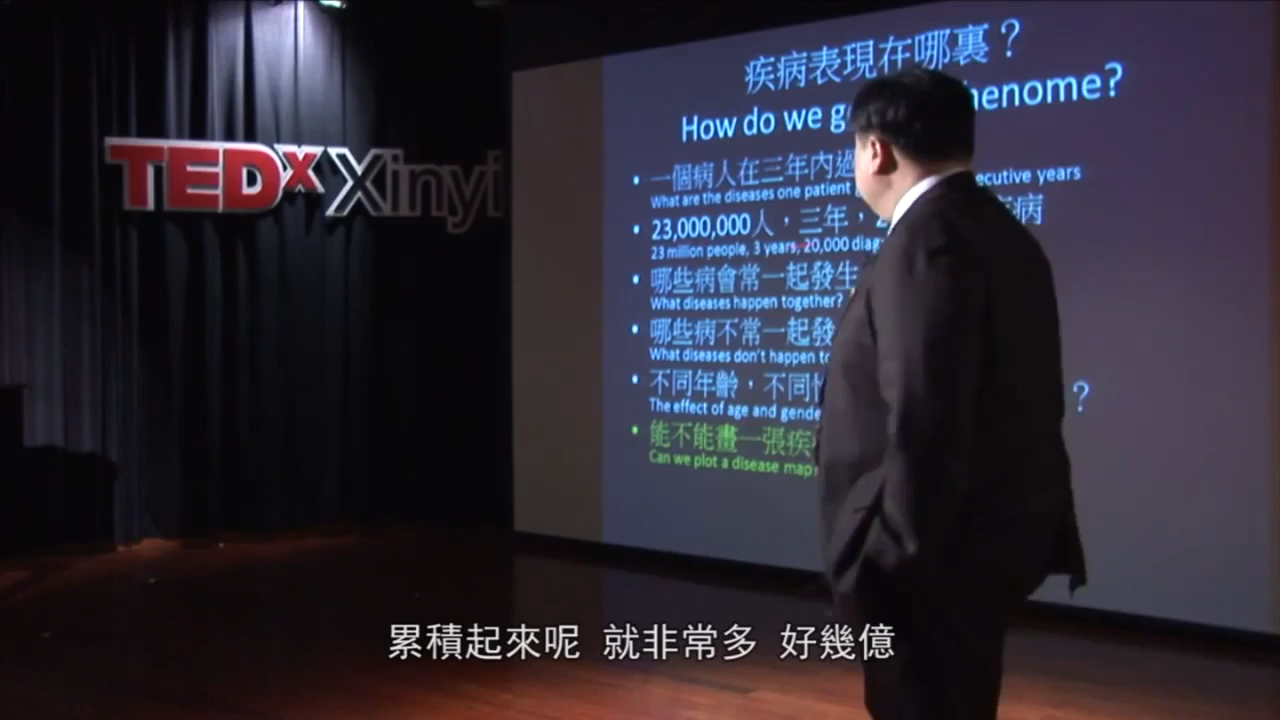 TEDx Xinyi
疾病表現在哪裏？
How do we g henome?
一個病人在三年內
What are the diseases one patient ecutive years
23,000,000人，三年， 病
23 million people, 3 years, 20,000 diag
哪些病會常一起發生
What diseases happen together?
哪些病不常一起發
What diseases don't happen to
不同年齡，不同 ？
The effect of age and gende
能不能畫一張疾
Can we plot a disease map
累積起來呢 就非常多 好幾億